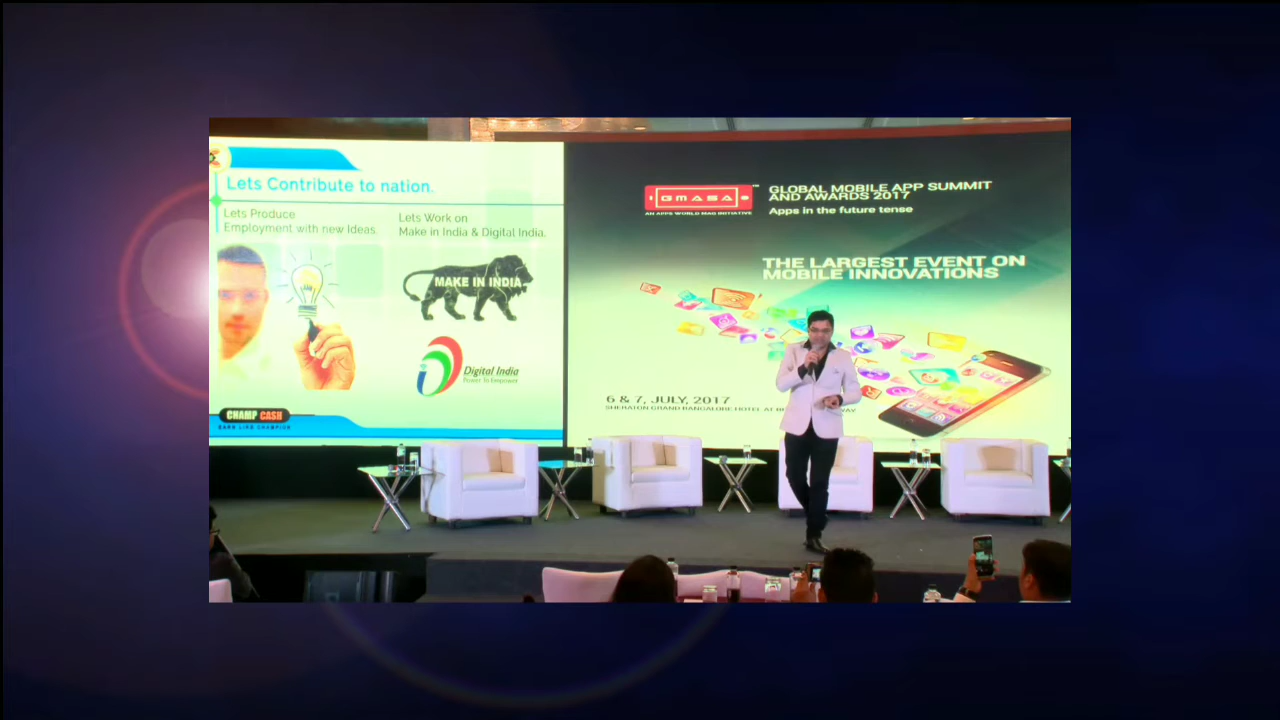 Lets Contribute to nation.
Lets Produce
Employment with new Ideas.
Lets Work on
Make in India & Digital India.
MAKE IN INDIA
Digital India
Power To Empower
CHAMP CASH
EARN LIKE CHAMPION
GMASA
AN APPS WORLD MAG INITIATIVE
GLOBAL MOBILE APP SUMMIT
AND AWARDS 2017
Apps in the future tense
THE LARGEST EVENT ON
MOBILE INNOVATIONS
6 & 7, JULY, 2017
SHERATON GRAND BANGALORE HOTEL AT